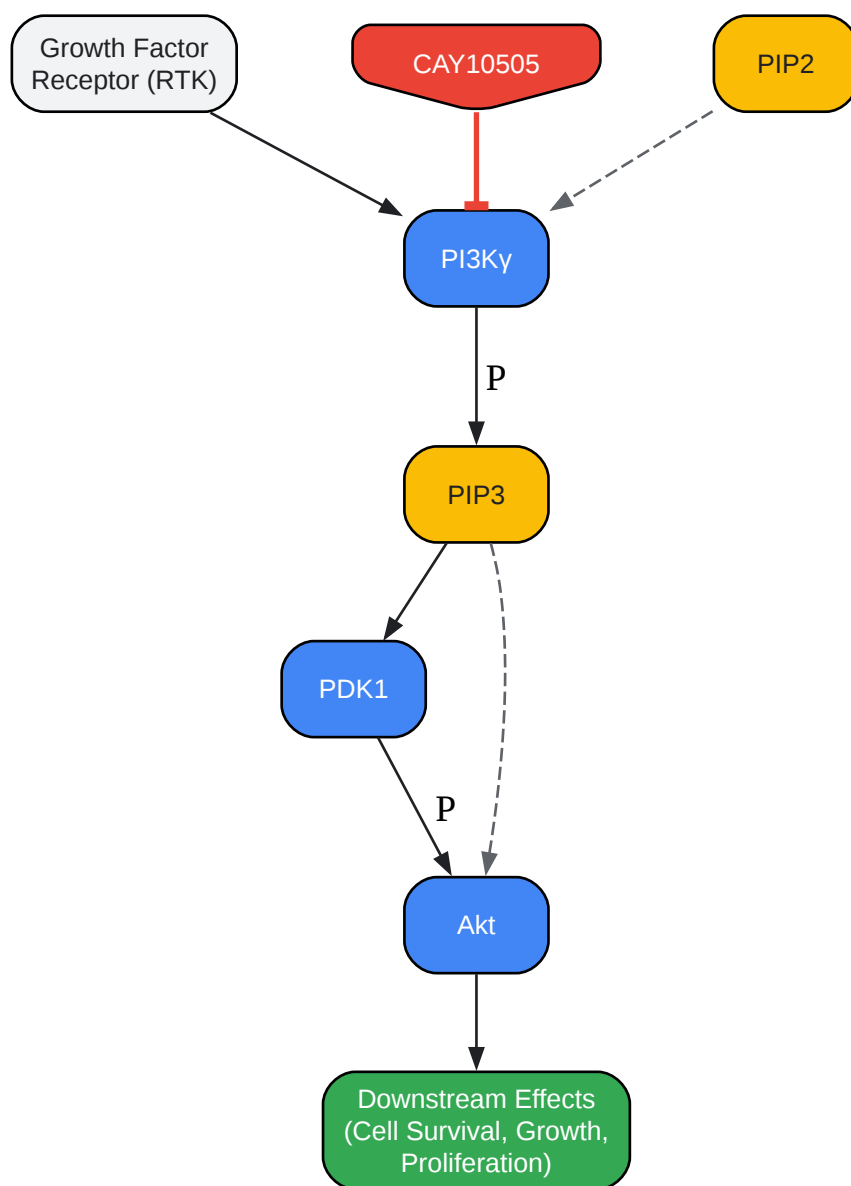 Growth Factor
Receptor (RTK)
CAY10505
PIP2
PI3Kγ
P
PIP3
PDK1
P
Akt
Downstream Effects
(Cell Survival, Growth,
Proliferation)